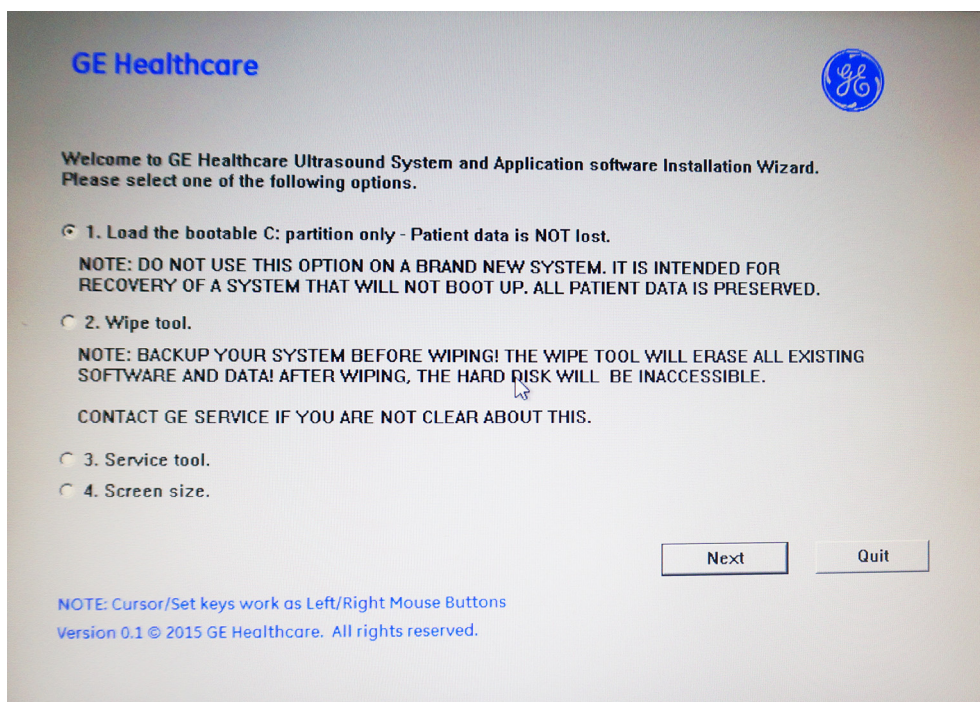 GE Healthcare
GE
Welcome to GE Healthcare Ultrasound System and Application software Installation Wizard.
Please select one of the following options.
1. Load the bootable C: partition only - Patient data is NOT lost.
NOTE: DO NOT USE THIS OPTION ON A BRAND NEW SYSTEM. IT IS INTENDED FOR
RECOVERY OF A SYSTEM THAT WILL NOT BOOT UP. ALL PATIENT DATA IS PRESERVED.
2. Wipe tool.
NOTE: BACKUP YOUR SYSTEM BEFORE WIPING! THE WIPE TOOL WILL ERASE ALL EXISTING
SOFTWARE AND DATA! AFTER WIPING, THE HARD DISK WILL BE INACCESSIBLE.
CONTACT GE SERVICE IF YOU ARE NOT CLEAR ABOUT THIS.
3. Service tool.
4. Screen size.
Next
Quit
NOTE: Cursor/Set keys work as Left/Right Mouse Buttons
Version 0.1 © 2015 GE Healthcare. All rights reserved.